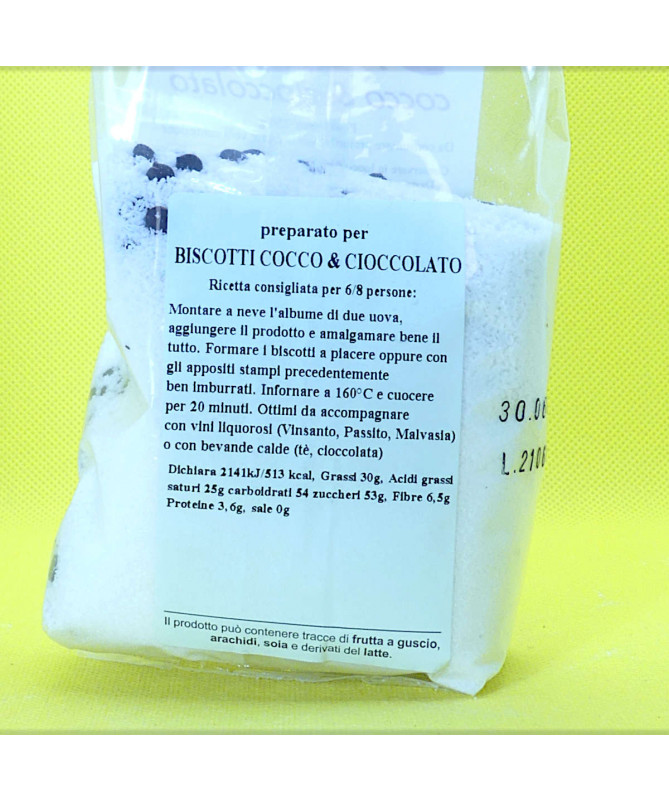 preparato per
BISCOTTI COCCO & CIOCCOLATO
Ricetta consigliata per 6/8 persone:
Montare a neve l'albume di due uova,
aggiungere il prodotto e amalgamare bene il
tutto. Formare i biscotti a piacere oppure con
gli appositi stampi precedentemente
ben imburrati. Infornare a 160°C e cuocere
per 20 minuti. Ottimi da accompagnare
con vini liquorosi (Vinsanto, Passito, Malvasia)
o con bevande calde (tè, cioccolata)
Dichiara 2141kJ/513 kcal, Grassi 30g, Acidi grassi
saturi 25g carboidrati 54 zuccheri 53g, Fibre 6,5g
Proteine 3,6g, sale 0g
Il prodotto può contenere tracce di frutta a guscio,
arachidi, soia e derivati del latte.
30.06
L.2106